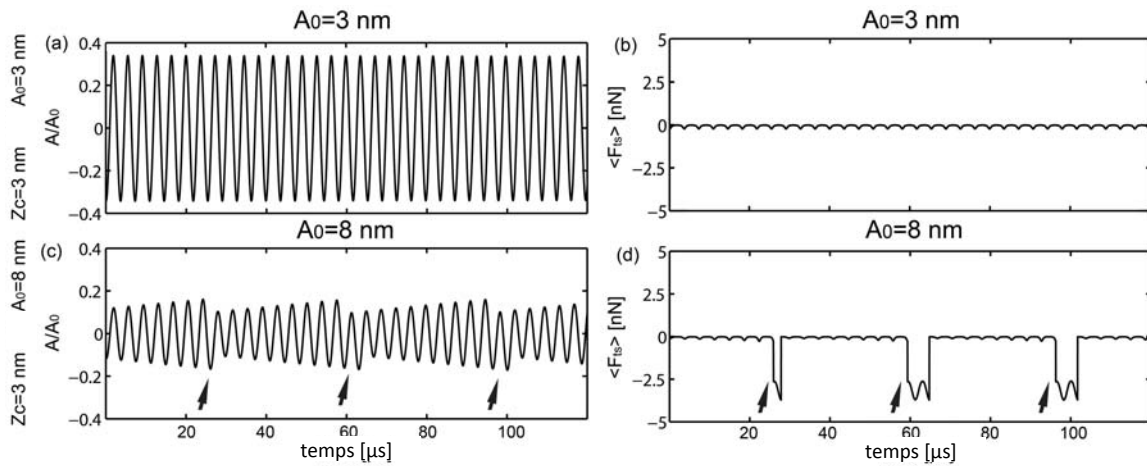 A0=3 nm
A0=3 nm
(a)
(b)
Zc=3 nm A0=3 nm
A/A0
0.4
0.2
0
−0.2
−0.4
<Fts> [nN]
5
2.5
0
−2.5
−5
A0=8 nm
A0=8 nm
(c)
(d)
Zc=3 nm A0=8 nm
A/A0
0.4
0.2
0
−0.2
−0.4
20 40 60 80 100
temps [µs]
<Fts> [nN]
5
2.5
0
−2.5
−5
20 40 60 80 100
temps [µs]